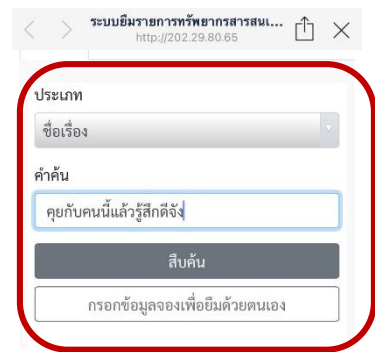 ระบบยืมรายการทรัพยากรสารสนเ...
http://202.29.80.65
ประเภท
ชื่อเรื่อง
คำค้น
คุยกับคนนี้แล้วรู้สึกดีจัง
สืบค้น
กรอกข้อมูลจองเพื่อยืมด้วยตนเอง